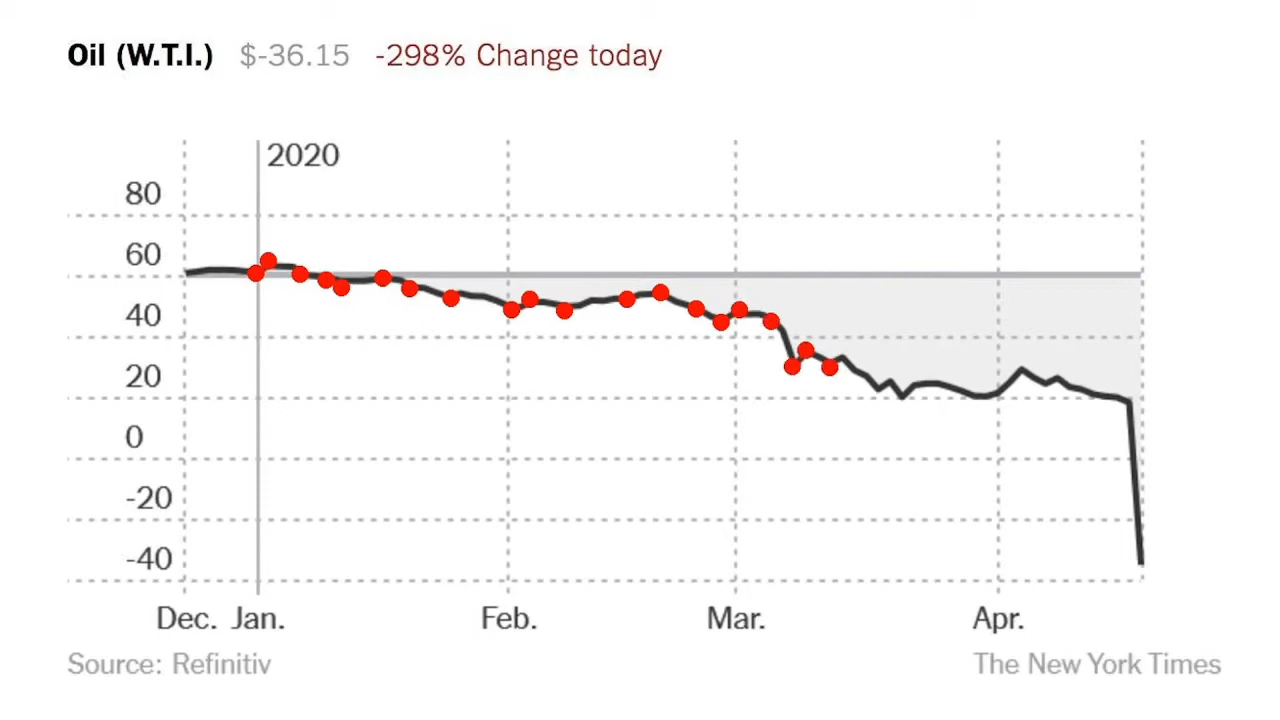 Oil (W.T.I.) $-36.15 -298% Change today
2020
80
60
40
20
0
-20
-40
Dec. Jan. Feb. Mar. Apr.
Source: Refinitiv The New York Times